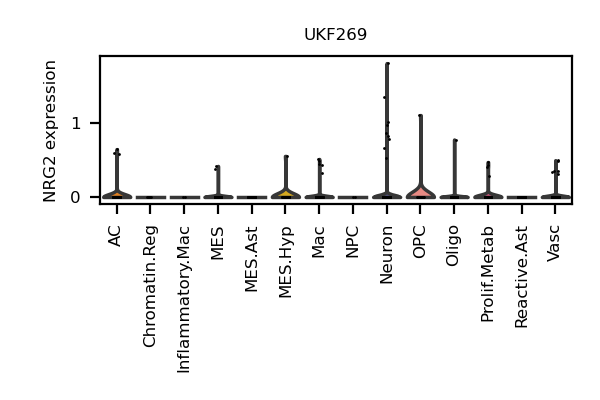 UKF269
NRG2 expression
1
0
AC
Chromatin.Reg
Inflammatory.Mac
MES
MES.Ast
MES.Hyp
Mac
NPC
Neuron
OPC
Oligo
Prolif.Metab
Reactive.Ast
Vasc